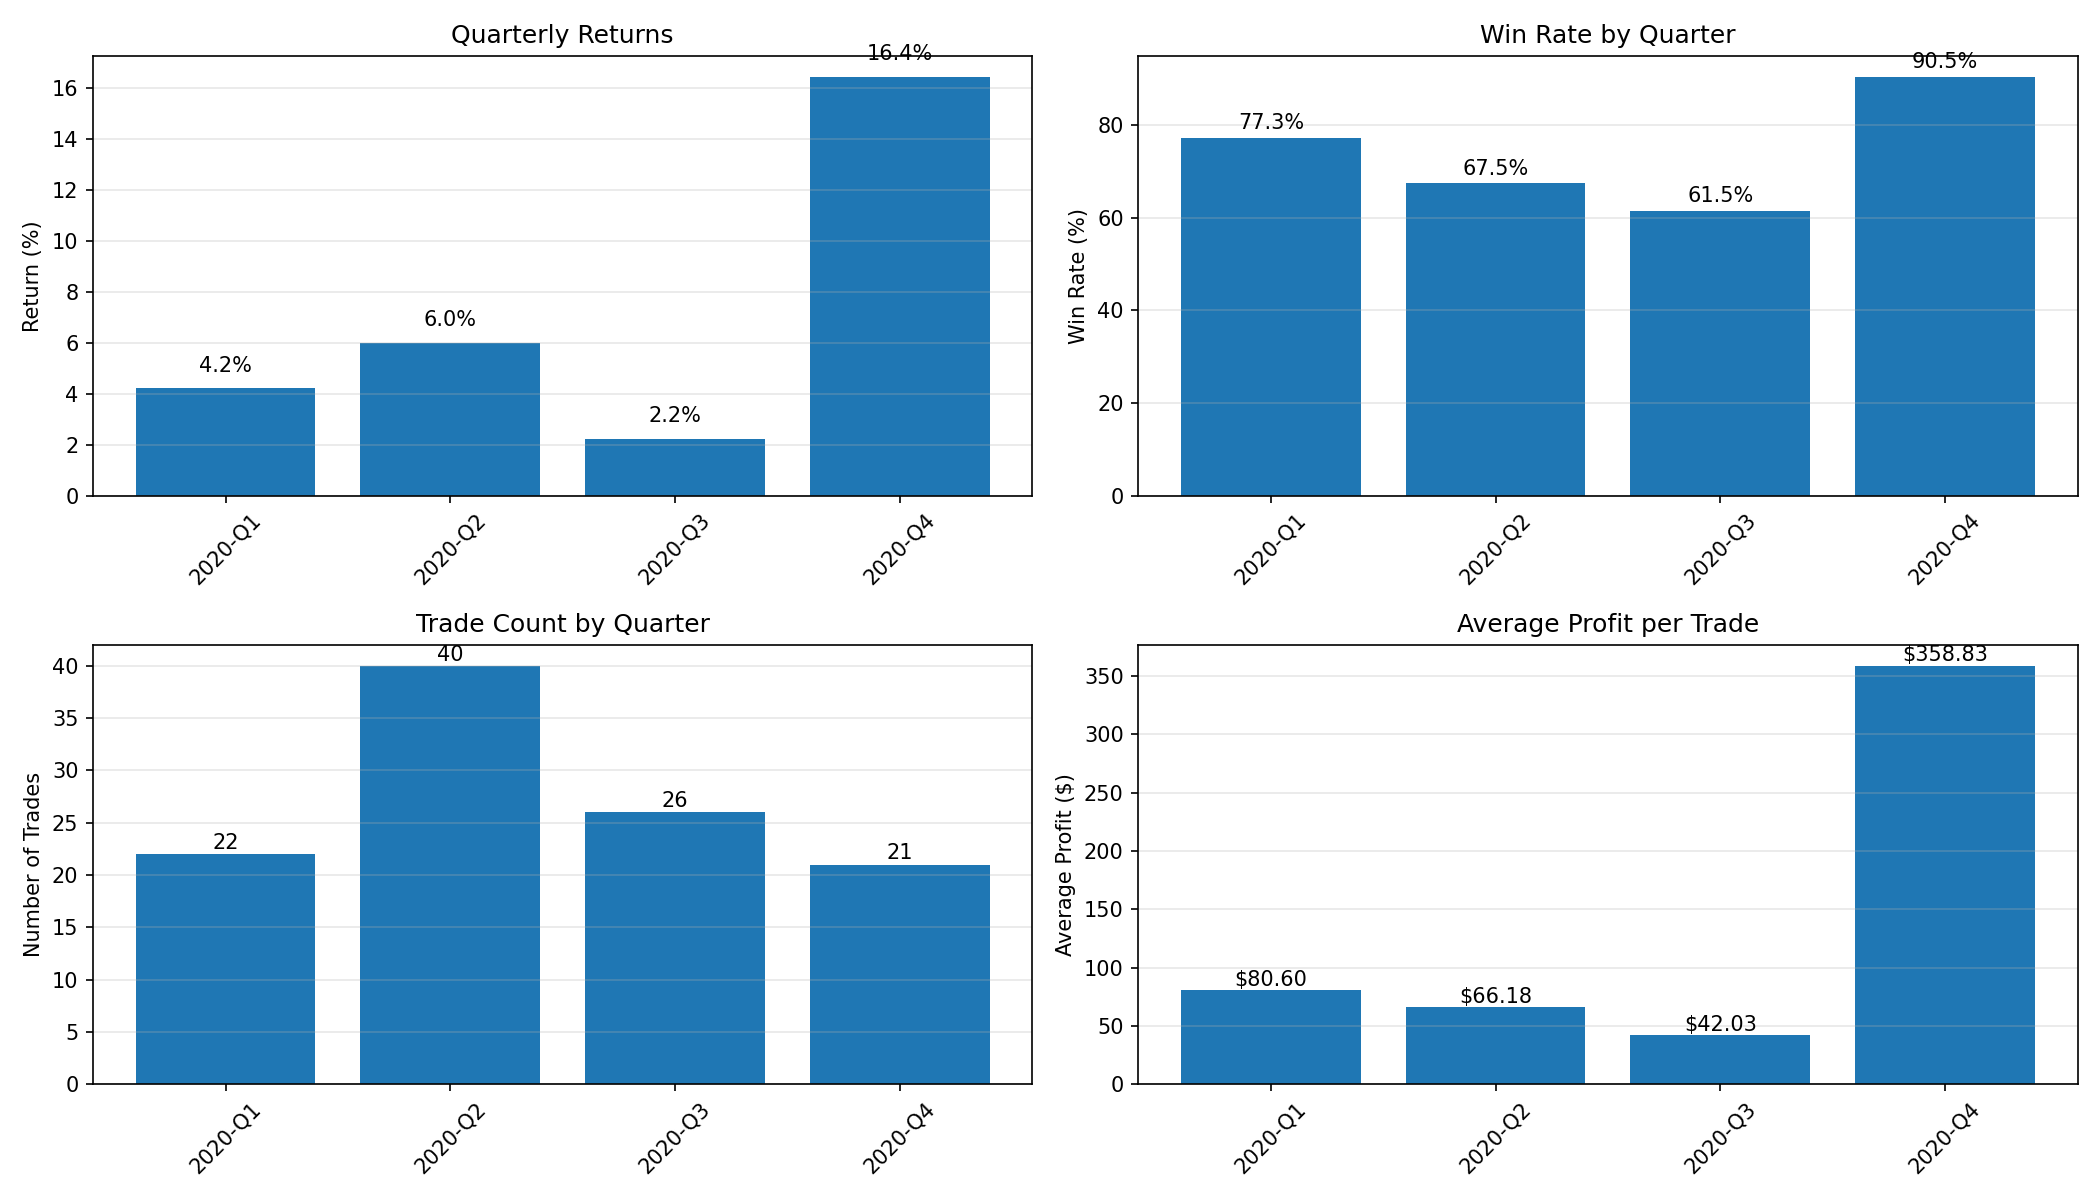 Quarterly Returns
16.4%
16
14
12
10
8
6
4
2
0
Return (%)
4.2%
6.0%
2.2%
2020-Q1
2020-Q2
2020-Q3
2020-Q4
Win Rate by Quarter
90.5%
80
60
40
20
0
Win Rate (%)
77.3%
67.5%
61.5%
2020-Q1
2020-Q2
2020-Q3
2020-Q4
Trade Count by Quarter
40
40
35
30
25
20
15
10
5
0
Number of Trades
22
26
21
2020-Q1
2020-Q2
2020-Q3
2020-Q4
Average Profit per Trade
$358.83
350
300
250
200
150
100
50
0
Average Profit ($)
$80.60
$66.18
$42.03
2020-Q1
2020-Q2
2020-Q3
2020-Q4